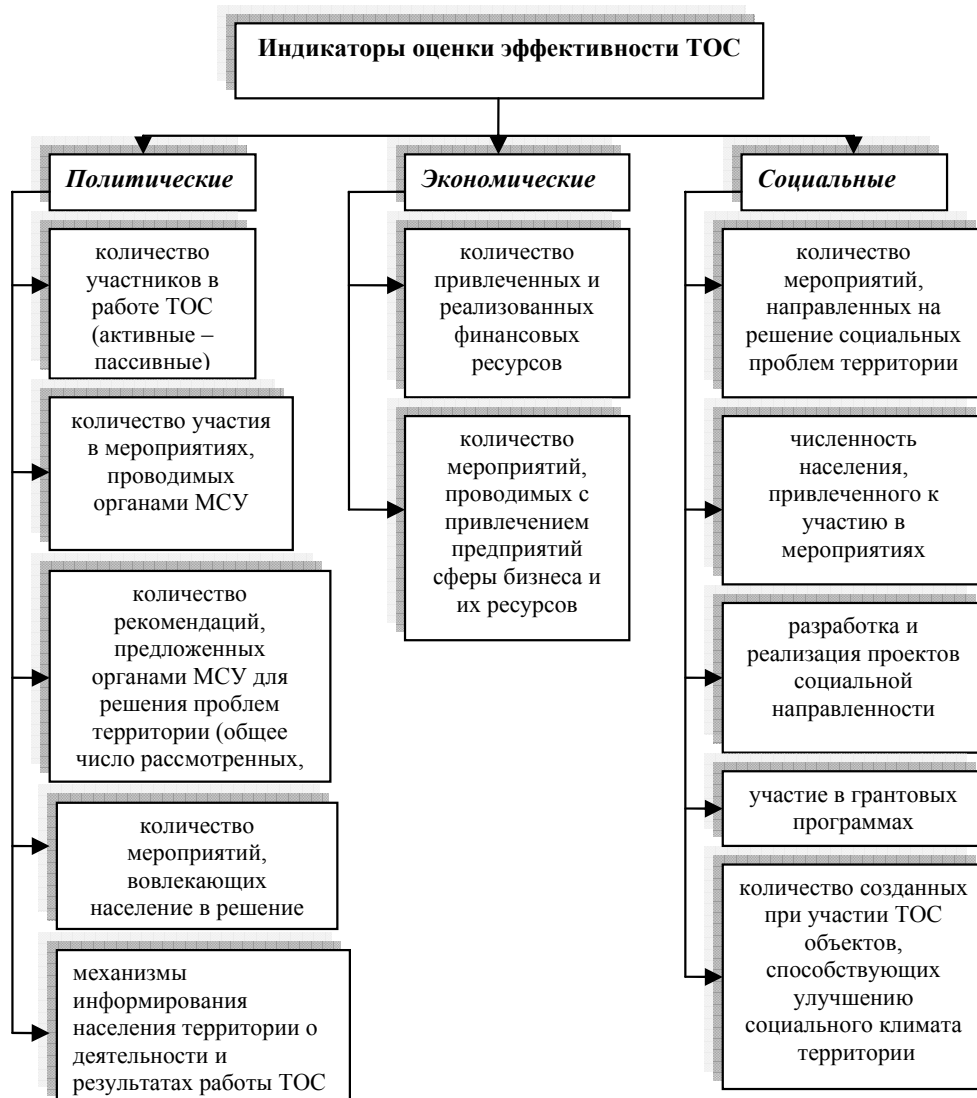 Индикаторы оценки эффективности ТОС
Политические
количество
участников в
работе ТОС
(активные –
пассивные)
количество участия
в мероприятиях,
проводимых
органами МСУ
количество
рекомендаций,
предложенных
органами МСУ для
решения проблем
территории (общее
число рассмотренных,
количество
мероприятий,
вовлекающих
население в решение
механизмы
информирования
населения территории о
деятельности и
результатах работы ТОС
Экономические
количество
привлеченных и
реализованных
финансовых
ресурсов
количество
мероприятий,
проводимых с
привлечением
предприятий
сферы бизнеса и
их ресурсов
Социальные
количество
мероприятий,
направленных на
решение социальных
проблем территории
численность
населения,
привлеченного к
участию в
мероприятиях
разработка и
реализация проектов
социальной
направленности
участие в грантовых
программах
количество созданных
при участии ТОС
объектов,
способствующих
улучшению
социального климата
территории